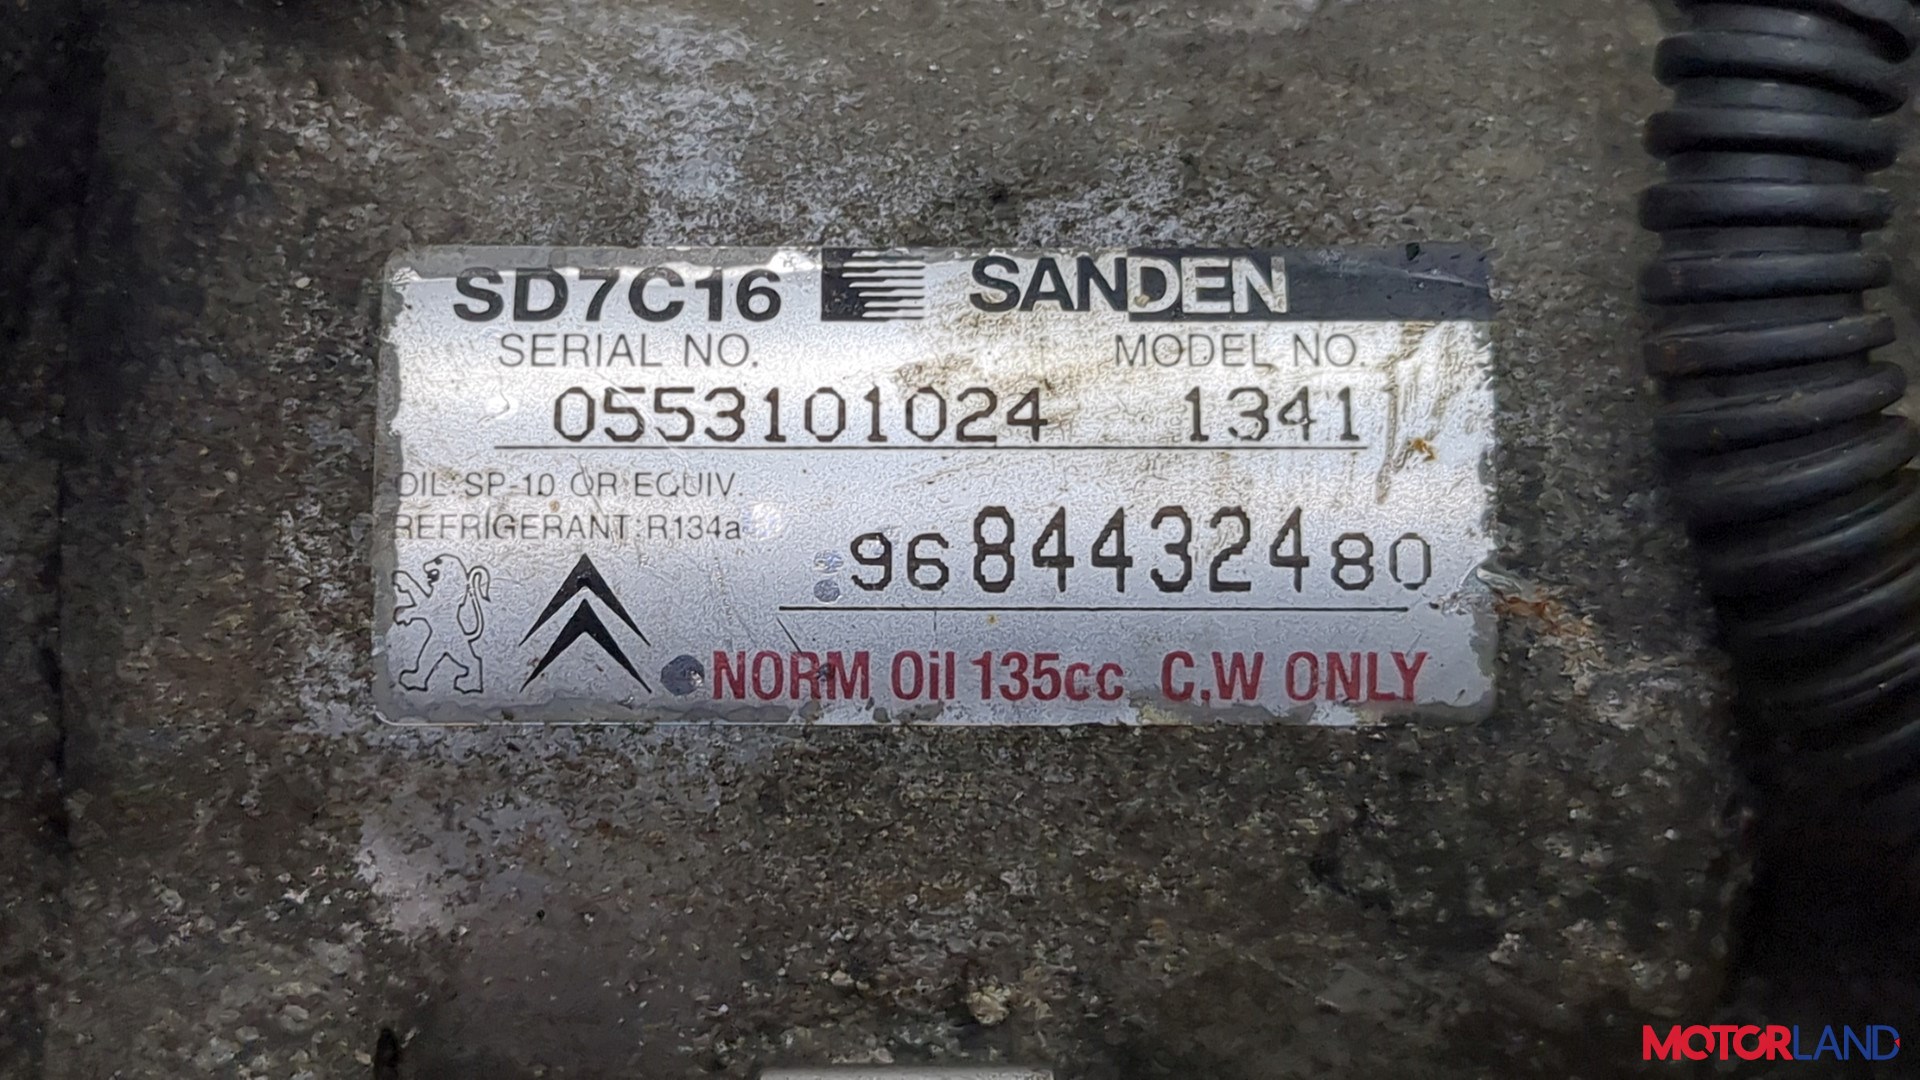 SD7C16 SANDEN
SERIAL NO. MODEL NO.
0553101024 1341
OIL:SP-10 OR EQUIV.
REFRIGERANT:R134a
9684432480
NORM Oil 135cc C.W ONLY
MOTORLAND